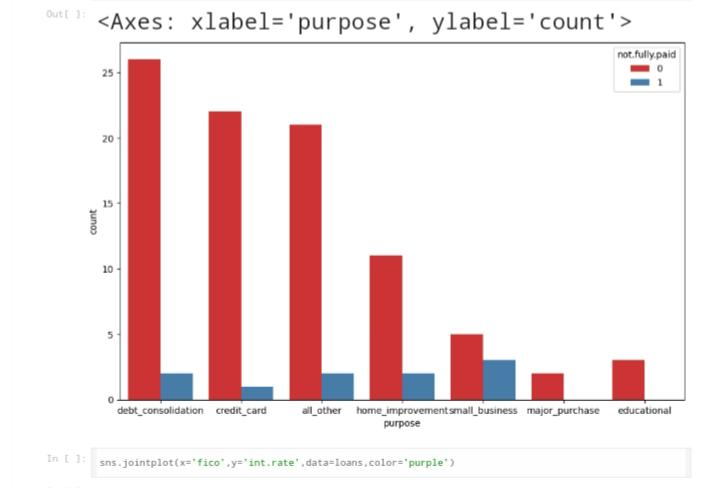 Out[ ]:
<Axes: xlabel='purpose', ylabel='count'>
not.fully.paid
0
1
25
20
15
10
5
0
count
debt_consolidation credit_card all_other home_improvement small_business major_purchase educational
purpose
In [ ]:
sns.jointplot(x='fico',y='int.rate',data=loans,color='purple')